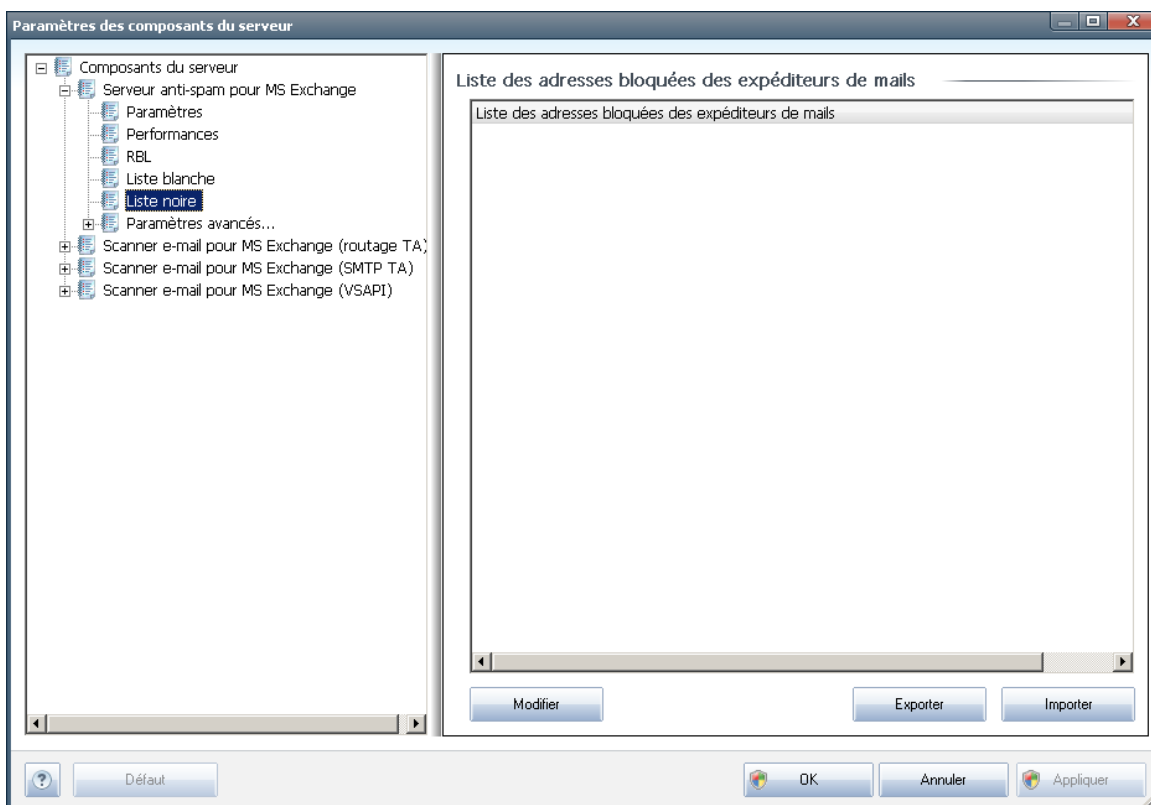 Paramètres des composants du serveur
Composants du serveur
Serveur anti-spam pour MS Exchange
Paramètres
Performances
RBL
Liste blanche
Liste noire
Paramètres avancés...
Scanner e-mail pour MS Exchange (routage TA)
Scanner e-mail pour MS Exchange (SMTP TA)
Scanner e-mail pour MS Exchange (VSAPI)
Liste des adresses bloquées des expéditeurs de mails
Liste des adresses bloquées des expéditeurs de mails
Modifier
Exporter
Importer
?
Défaut
OK
Annuler
Appliquer